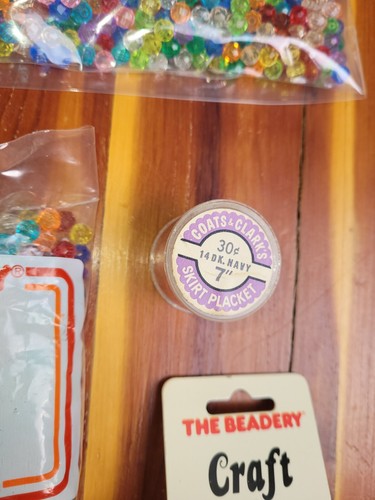 COATS & CLARK'S
30¢
14 DK. NAVY
7"
SKIRT PLACKET
THE BEADERY®
Craft